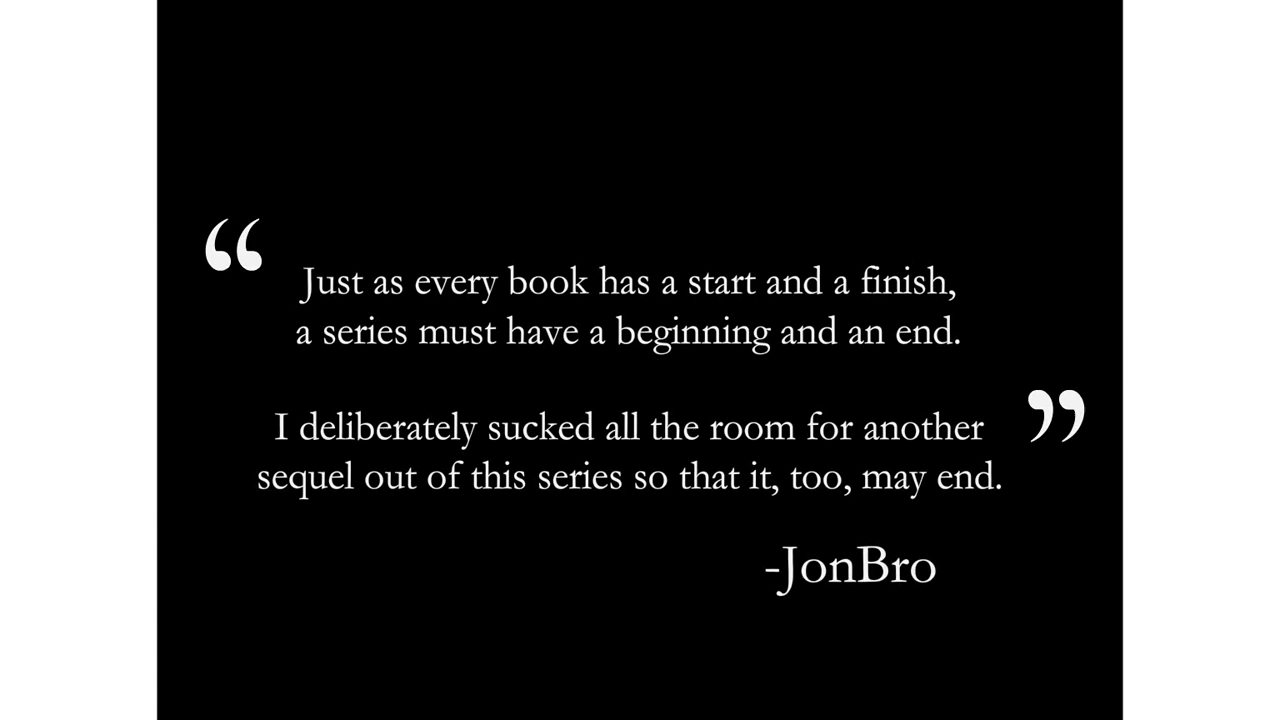 “ Just as every book has a start and a finish,
a series must have a beginning and an end.
I deliberately sucked all the room for another ”
sequel out of this series so that it, too, may end.
-JonBro